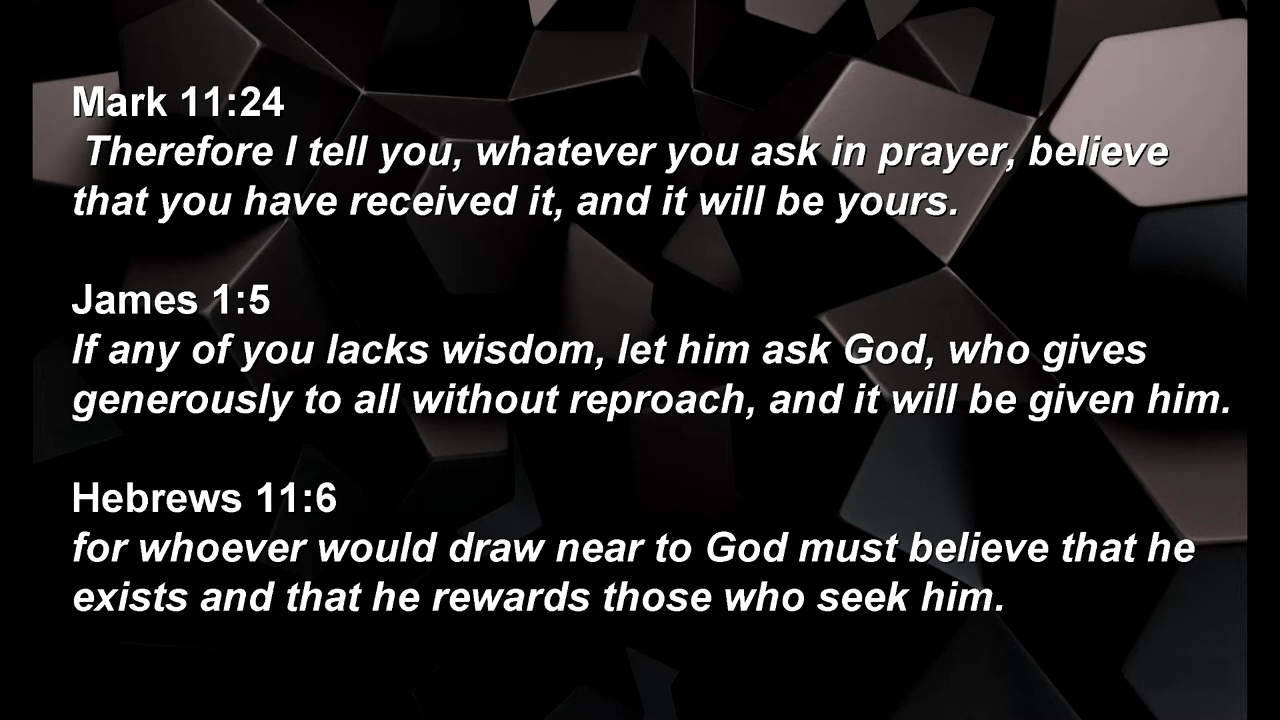 Mark 11:24
Therefore I tell you, whatever you ask in prayer, believe
that you have received it, and it will be yours.
James 1:5
If any of you lacks wisdom, let him ask God, who gives
generously to all without reproach, and it will be given him.
Hebrews 11:6
for whoever would draw near to God must believe that he
exists and that he rewards those who seek him.